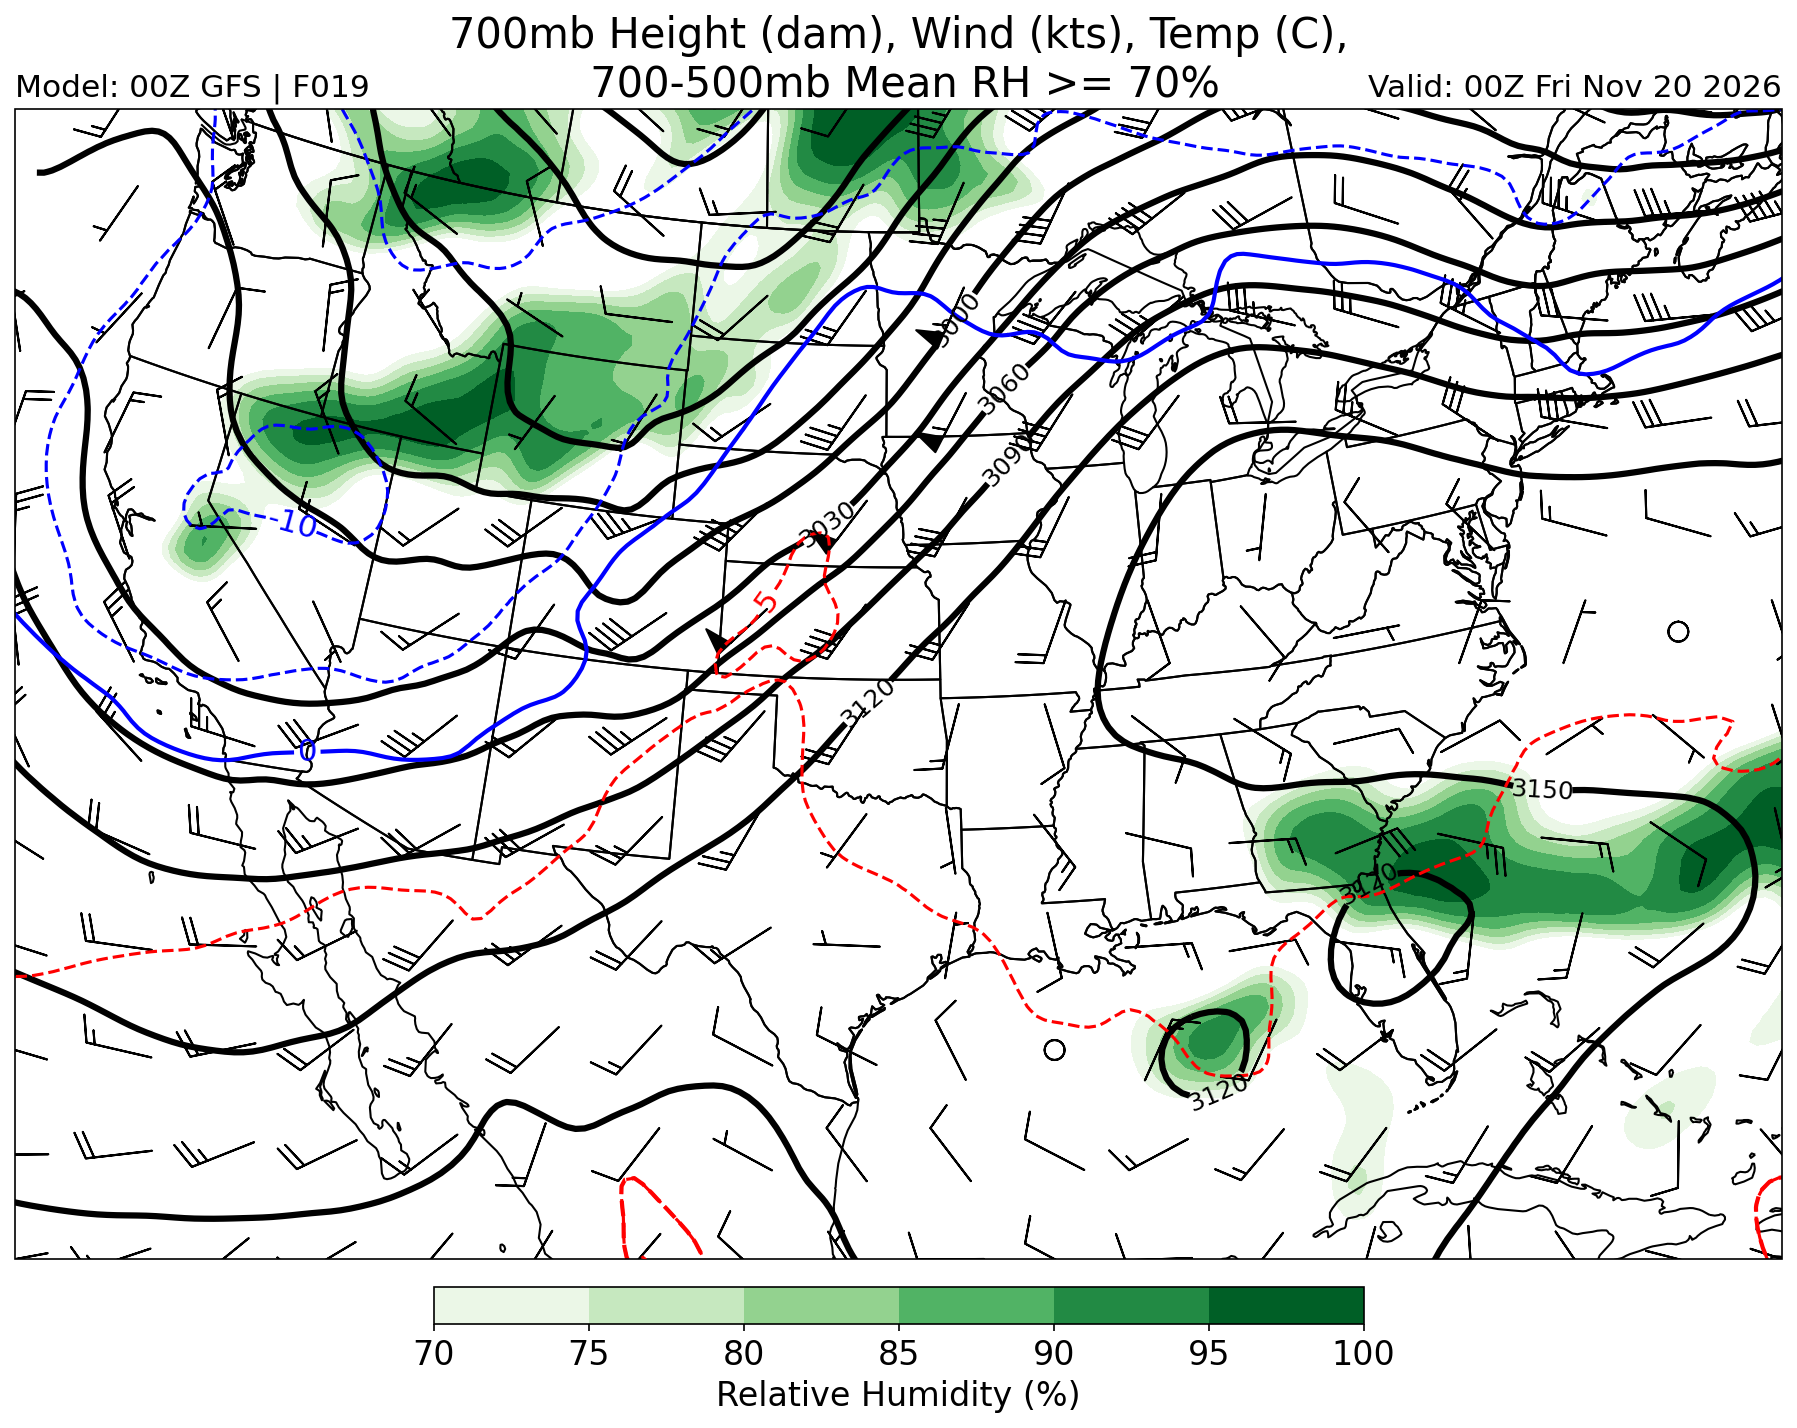 700mb Height (dam), Wind (kts), Temp (C),
700-500mb Mean RH >= 70%
Model: 00Z GFS | F019
Valid: 00Z Fri Nov 20 2026
3000
3060
3090
3030
-10
5
3120
0
3150
3120
3120
70 75 80 85 90 95 100
Relative Humidity (%)